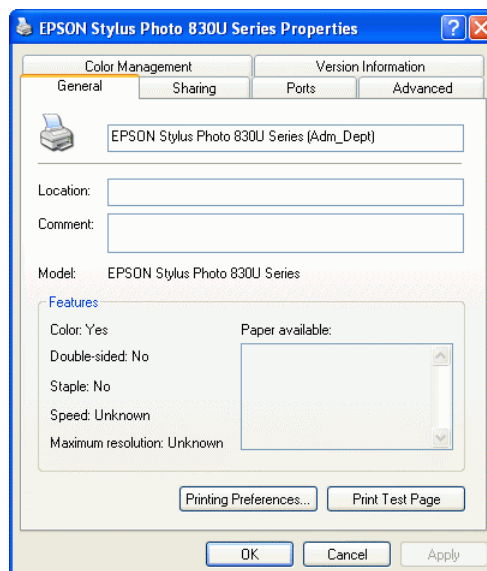 EPSON Stylus Photo 830U Series Properties
Color Management Version Information
General Sharing Ports Advanced
EPSON Stylus Photo 830U Series (Adm_Dept)
Location:
Comment:
Model: EPSON Stylus Photo 830U Series
Features
Color: Yes Paper available:
Double-sided: No
Staple: No
Speed: Unknown
Maximum resolution: Unknown
Printing Preferences... Print Test Page
OK Cancel Apply